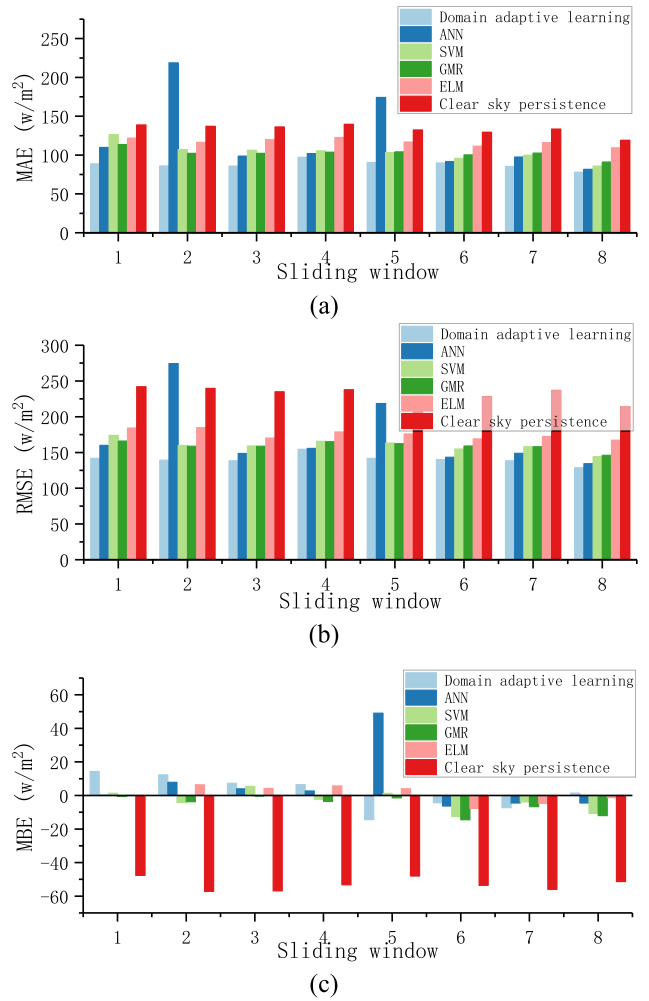 Domain adaptive learning
ANN
SVM
GMR
ELM
Clear sky persistence
MAE (w/m²)
250
200
150
100
50
0
1 2 3 4 5 6 7 8
Sliding window
(a)
Domain adaptive learning
ANN
SVM
GMR
ELM
Clear sky persistence
RMSE (w/m²)
300
250
200
150
100
50
0
1 2 3 4 5 6 7 8
Sliding window
(b)
Domain adaptive learning
ANN
SVM
GMR
ELM
Clear sky persistence
MBE (w/m²)
60
40
20
0
-20
-40
-60
1 2 3 4 5 6 7 8
Sliding window
(c)